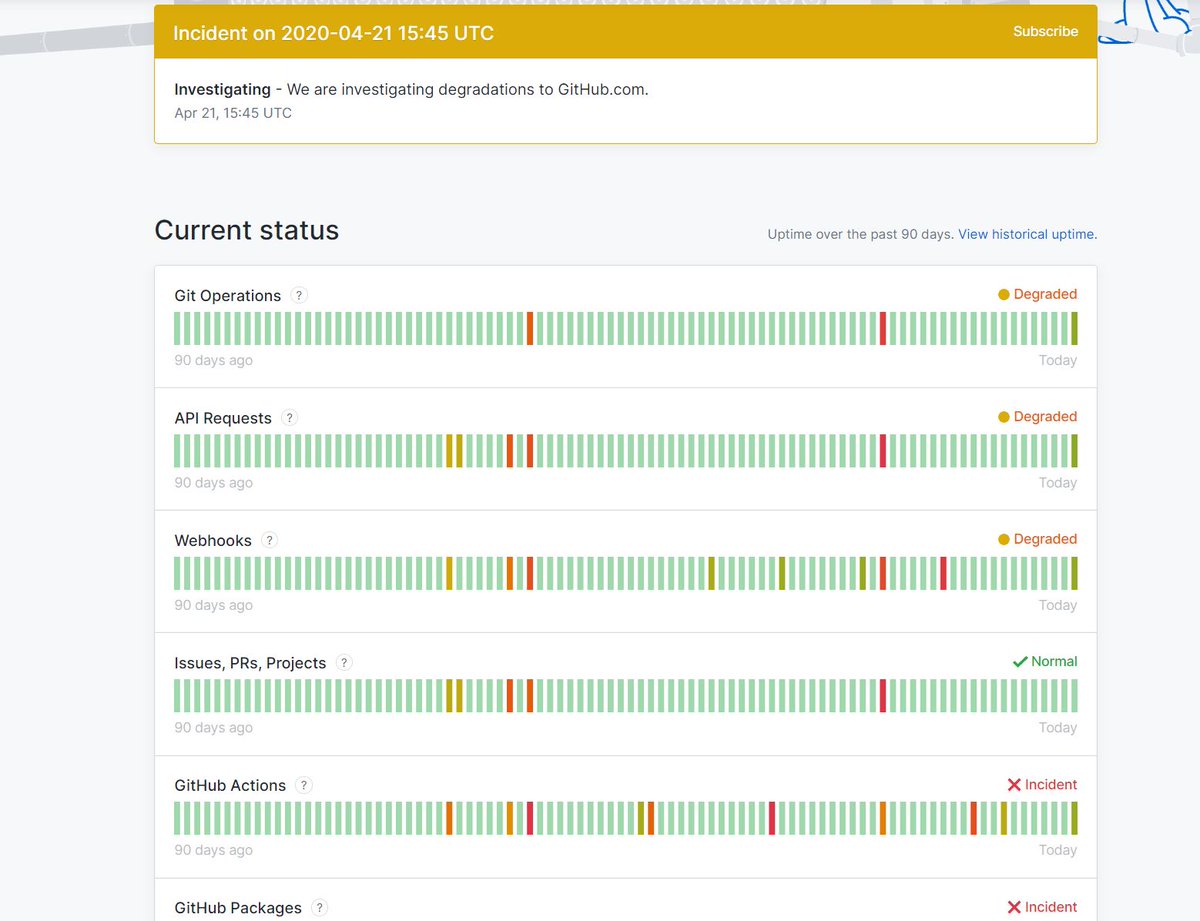 Incident on 2020-04-21 15:45 UTC
Subscribe
Investigating - We are investigating degradations to GitHub.com.
Apr 21, 15:45 UTC
Current status
Uptime over the past 90 days. View historical uptime.
Git Operations ?
Degraded
90 days ago
Today
API Requests ?
Degraded
90 days ago
Today
Webhooks ?
Degraded
90 days ago
Today
Issues, PRs, Projects ?
Normal
90 days ago
Today
GitHub Actions ?
Incident
90 days ago
Today
GitHub Packages ?
Incident